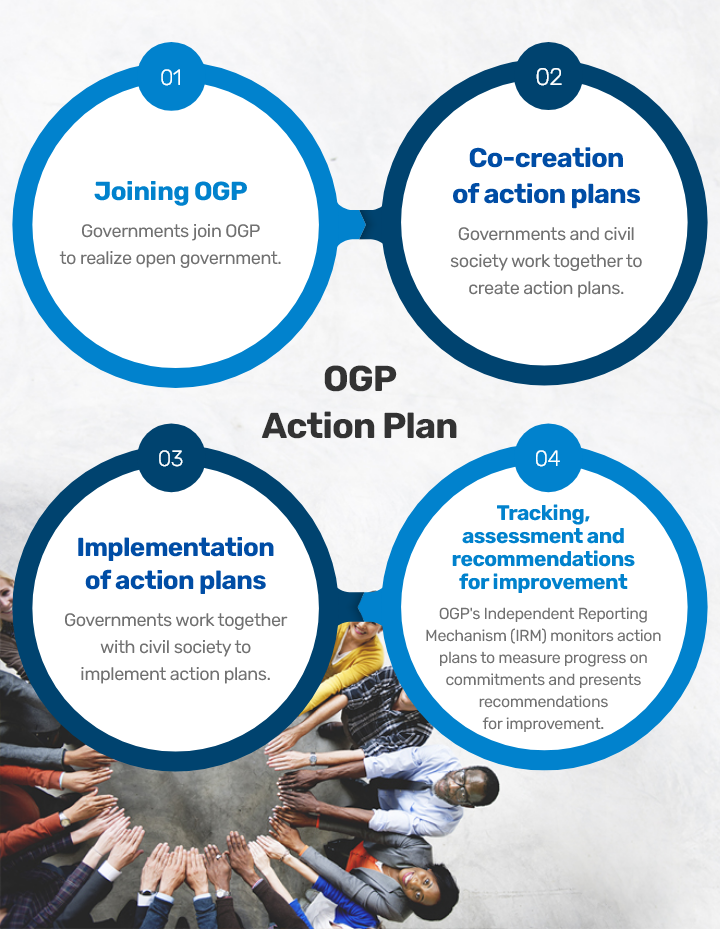 01
Joining OGP
Governments join OGP
to realize open government.
02
Co-creation
of action plans
Governments and civil
society work together to
create action plans.
OGP
Action Plan
03
Implementation
of action plans
Governments work together
with civil society to
implement action plans.
04
Tracking,
assessment and
recommendations
for improvement
OGP's Independent Reporting
Mechanism (IRM) monitors action
plans to measure progress on
commitments and presents
recommendations
for improvement.